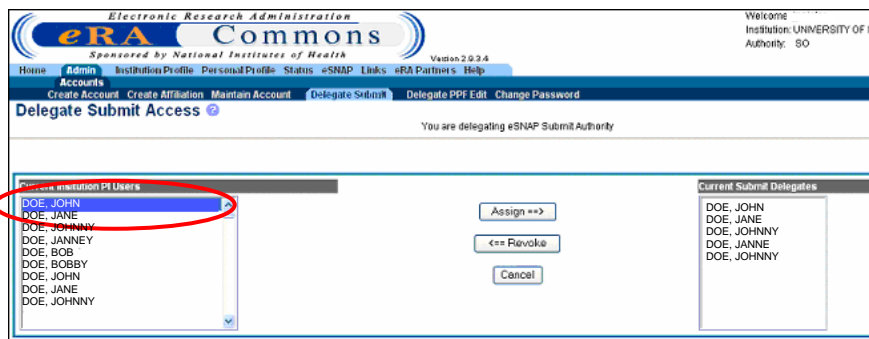 Electronic Research Administration
eRA Commons
Sponsored by National Institutes of Health
Version 2.9.3.4
Welcome
Institution: UNIVERSITY OF
Authority: SO
Home Admin Institution Profile Personal Profile Status eSNAP Links eRA Partners Help
Accounts
Create Account Create Affiliation Maintain Account Delegate Submit Delegate PPF Edit Change Password
Delegate Submit Access ?
You are delegating eSNAP Submit Authority
Current Insitution PI Users
DOE, JOHN
DOE, JANE
DOE, JOHNNY
DOE, JANNEY
DOE, BOB
DOE, BOBBY
DOE, JOHN
DOE, JANE
DOE, JOHNNY
Assign ==>
<== Revoke
Cancel
Current Submit Delegates
DOE, JOHN
DOE, JANE
DOE, JOHNNY
DOE, JANNE
DOE, JOHNNY